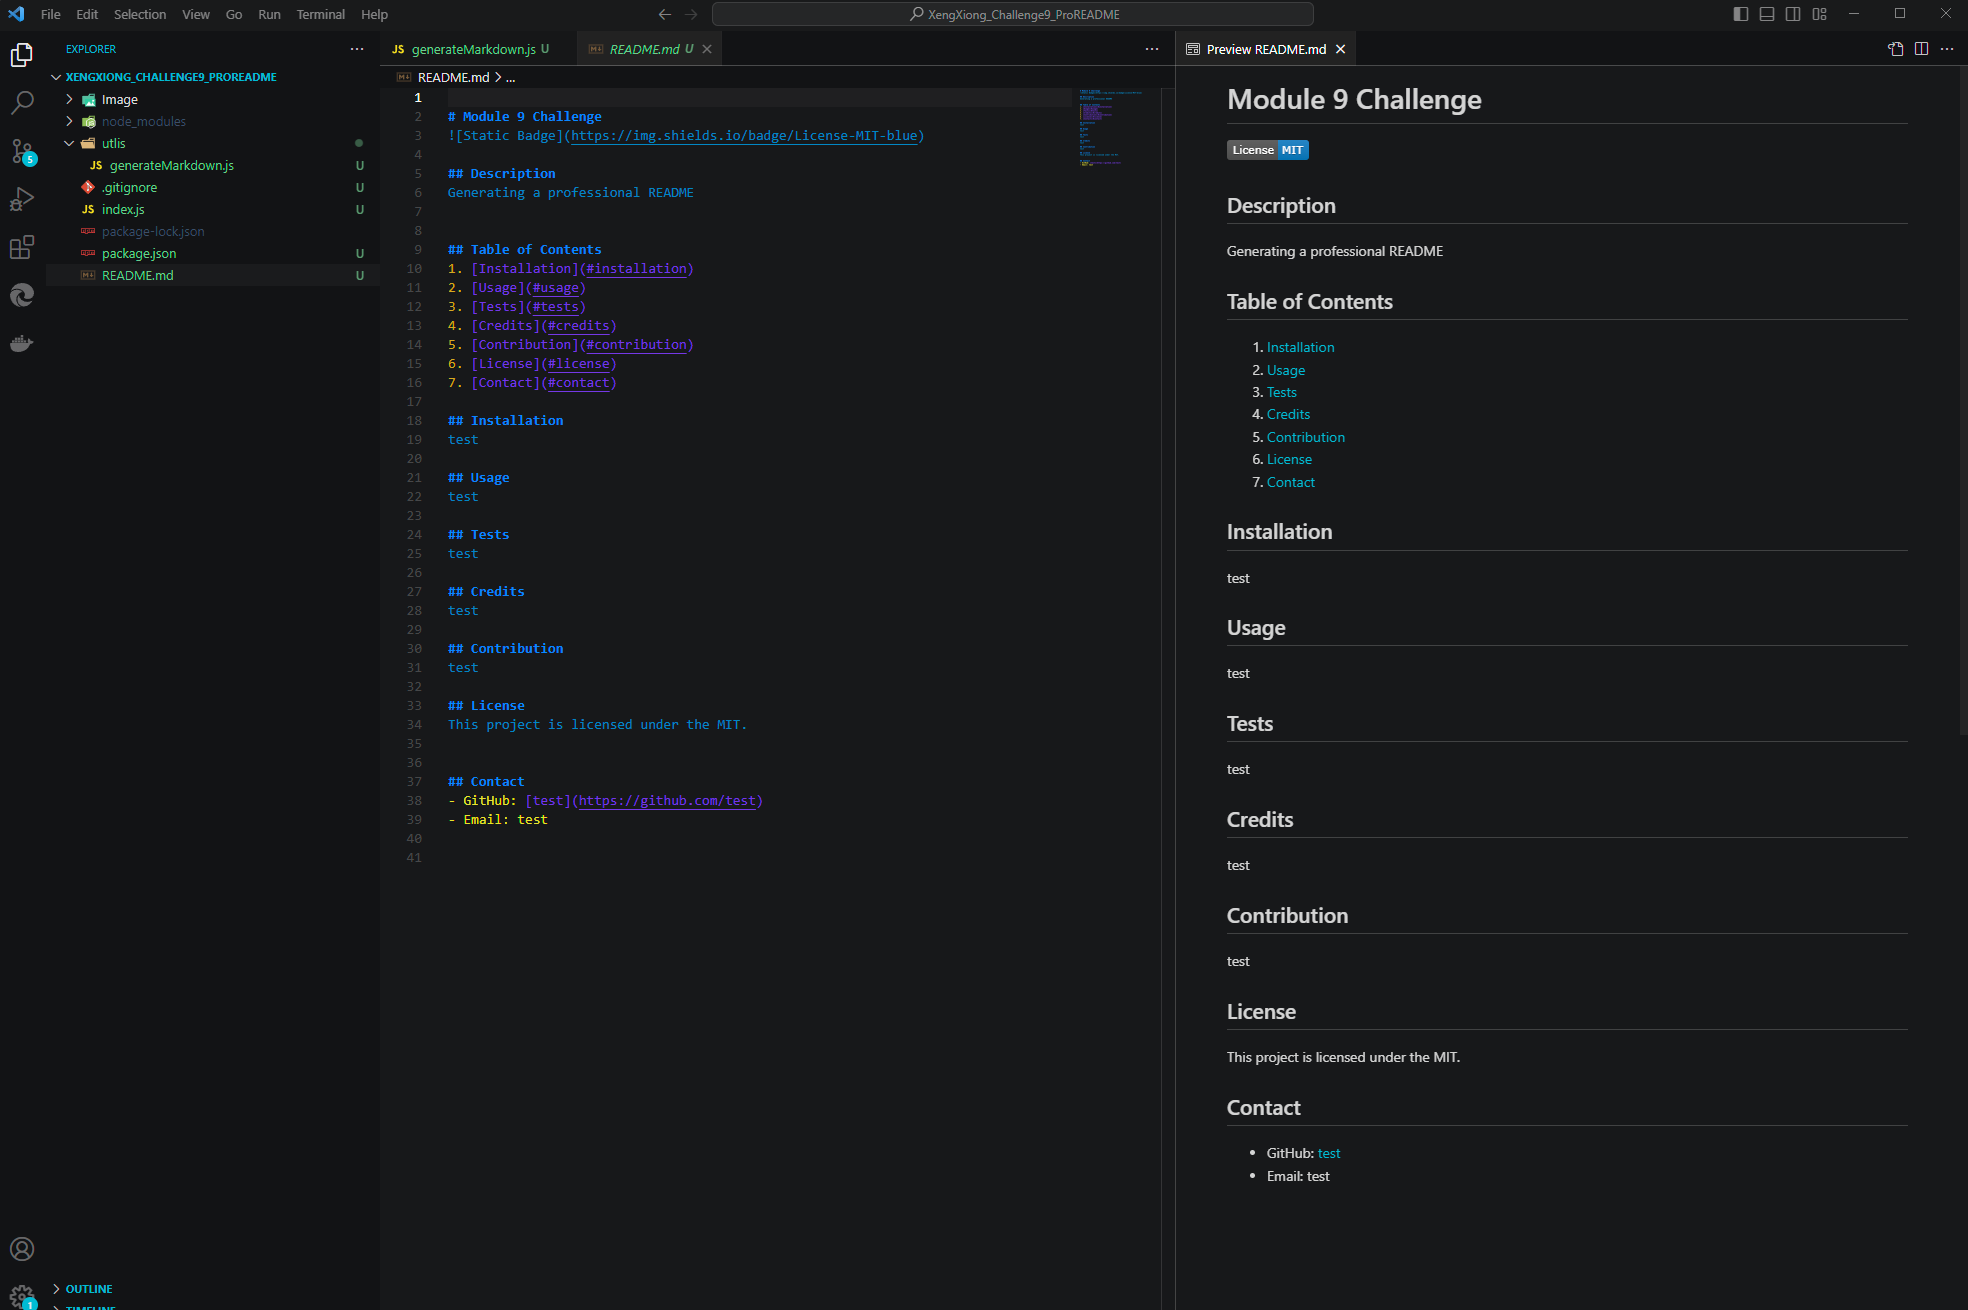 File Edit Selection View Go Run Terminal Help
XengXiong_Challenge9_ProREADME
EXPLORER
XENGXIONG_CHALLENGE9_PROREADME
Image
node_modules
utlis
JS generateMarkdown.js U
.gitignore U
JS index.js U
package-lock.json
package.json U
README.md U
5
1
OUTLINE
TIMELINE
JS generateMarkdown.js U
README.md U
README.md > ...
1
2 # Module 9 Challenge
3 ![Static Badge](https://img.shields.io/badge/License-MIT-blue)
4
5 ## Description
6 Generating a professional README
7
8
9 ## Table of Contents
10 1. [Installation](#installation)
11 2. [Usage](#usage)
12 3. [Tests](#tests)
13 4. [Credits](#credits)
14 5. [Contribution](#contribution)
15 6. [License](#license)
16 7. [Contact](#contact)
17
18 ## Installation
19 test
20
21 ## Usage
22 test
23
24 ## Tests
25 test
26
27 ## Credits
28 test
29
30 ## Contribution
31 test
32
33 ## License
34 This project is licensed under the MIT.
35
36
37 ## Contact
38 - GitHub: [test](https://github.com/test)
39 - Email: test
40
41
Preview README.md
Module 9 Challenge
License MIT
Description
Generating a professional README
Table of Contents
1. Installation
2. Usage
3. Tests
4. Credits
5. Contribution
6. License
7. Contact
Installation
test
Usage
test
Tests
test
Credits
test
Contribution
test
License
This project is licensed under the MIT.
Contact
• GitHub: test
• Email: test